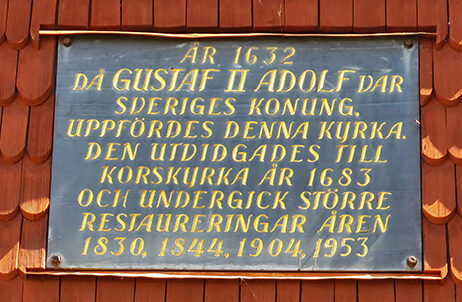 ÅR 1632
DÅ GUSTAF II ADOLF VAR
SVERIGES KONUNG,
UPPFÖRDES DENNA KYRKA.
DEN UTVIDGADES TILL
KORSKYRKA ÅR 1683
OCH UNDERGICK STÖRRE
RESTAURERINGAR ÅREN
1830, 1844, 1904, 1953